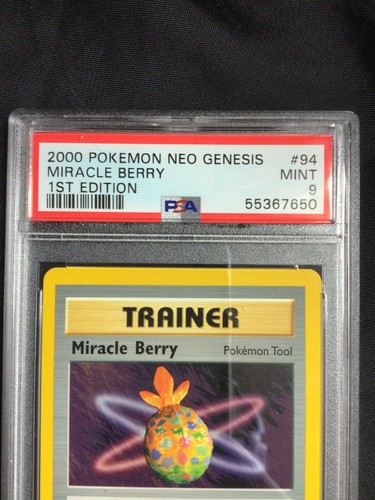 2000 POKEMON NEO GENESIS #94
MIRACLE BERRY MINT
1ST EDITION 9
PSA 55367650
TRAINER
Miracle Berry Pokémon Tool